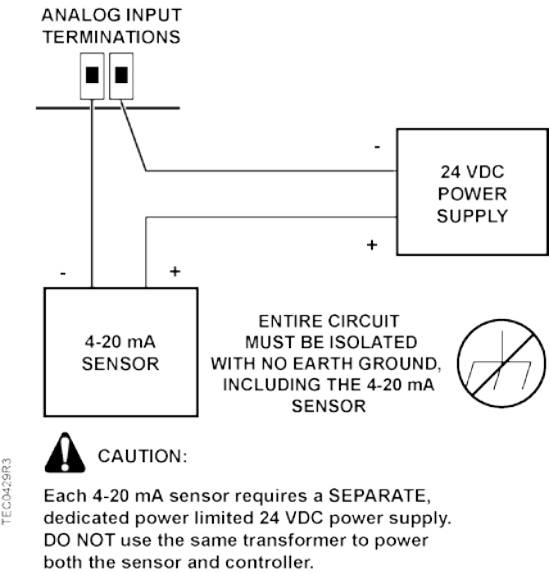 ANALOG INPUT
TERMINATIONS
-
24 VDC
POWER
SUPPLY
+
-
+
4-20 mA
SENSOR
ENTIRE CIRCUIT
MUST BE ISOLATED
WITH NO EARTH GROUND,
INCLUDING THE 4-20 mA
SENSOR
CAUTION:
Each 4-20 mA sensor requires a SEPARATE,
dedicated power limited 24 VDC power supply.
DO NOT use the same transformer to power
both the sensor and controller.
TEC0429R3